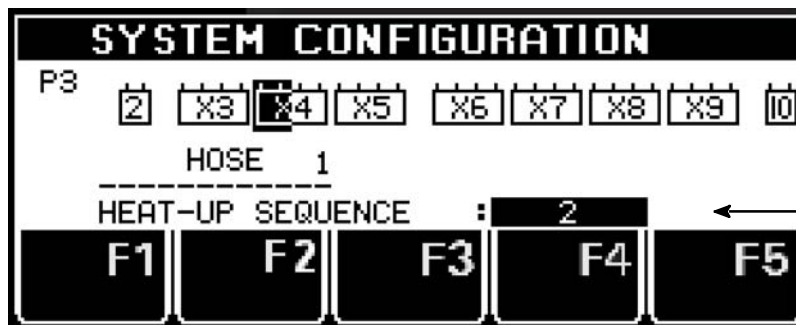 SYSTEM CONFIGURATION
P3
2 X3 X4 X5 X6 X7 X8 X9 10
HOSE 1
HEAT-UP SEQUENCE : 2
F1 F2 F3 F4 F5